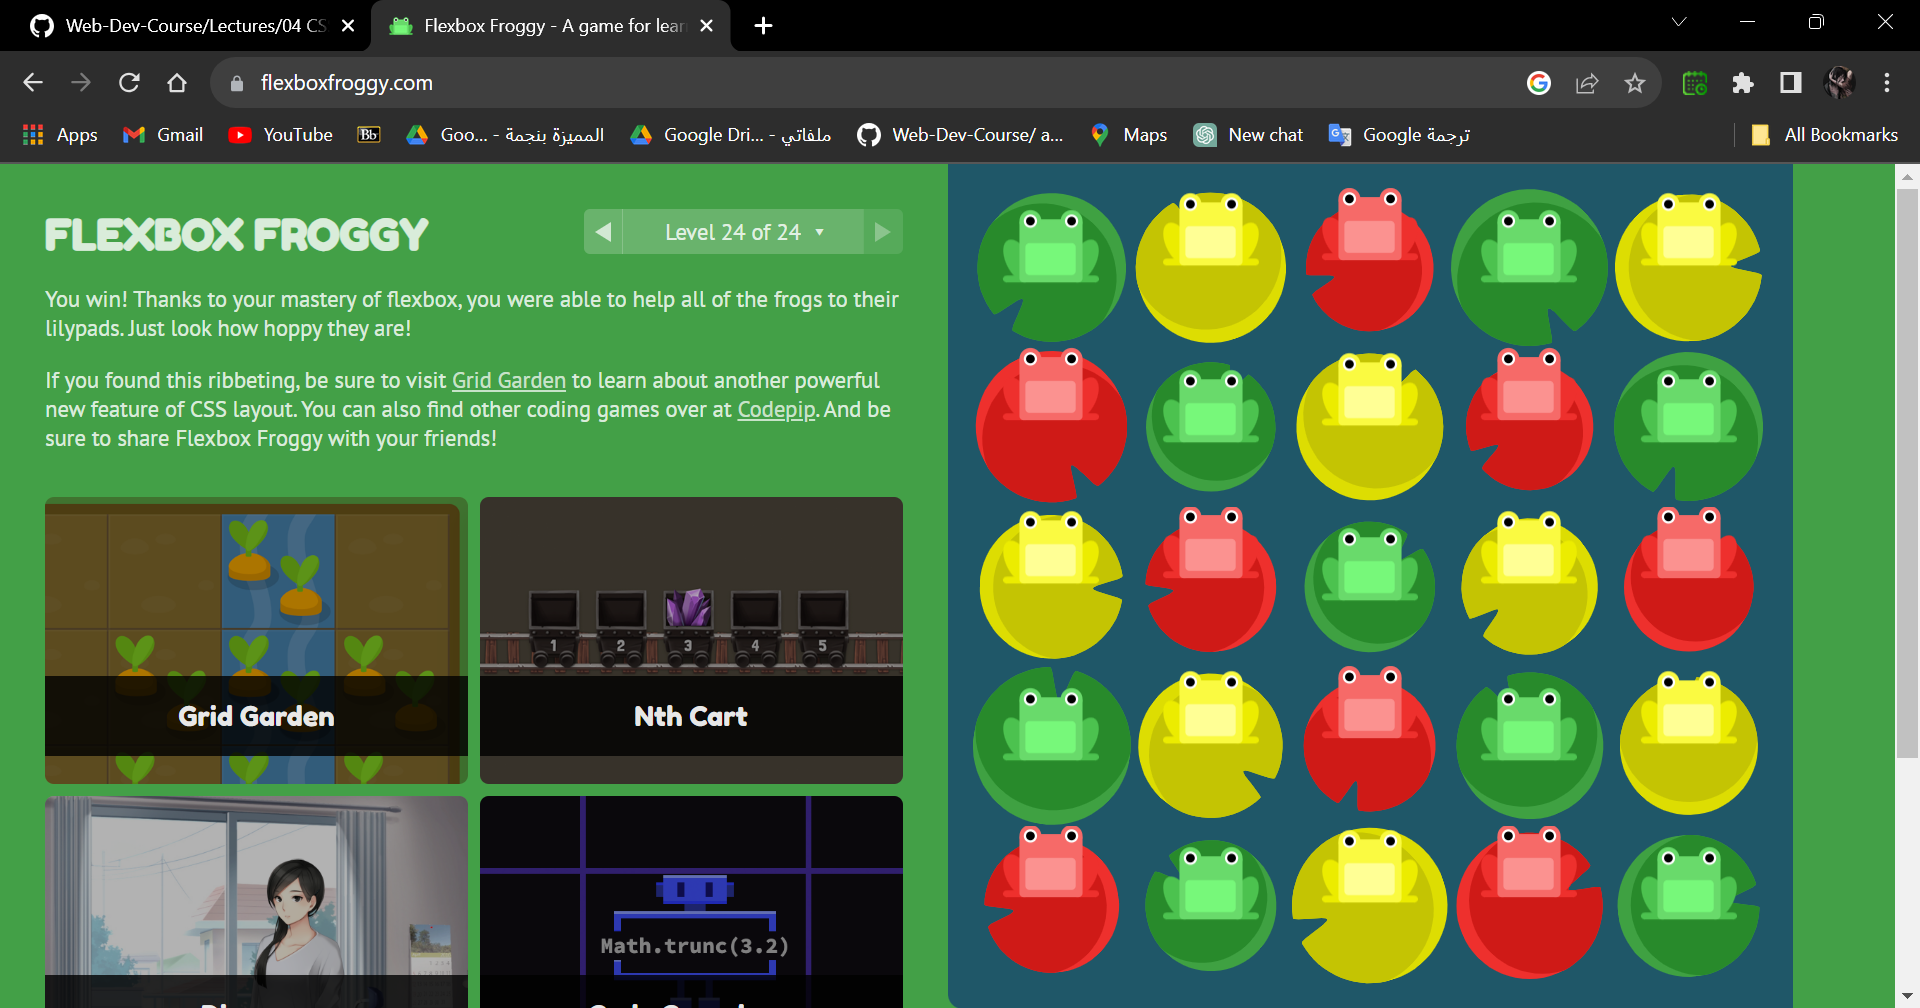 Web-Dev-Course/Lectures/04 CS
Flexbox Froggy - A game for lear
flexboxfroggy.com
Apps
Gmail
YouTube
Bb
Goo... - المميزة بنجمة
Google Dri... - ملفاتي
Web-Dev-Course/ a...
Maps
New chat
Google ترجمة
All Bookmarks
FLEXBOX FROGGY
Level 24 of 24
You win! Thanks to your mastery of flexbox, you were able to help all of the frogs to their
lilypads. Just look how hoppy they are!
If you found this ribbeting, be sure to visit Grid Garden to learn about another powerful
new feature of CSS layout. You can also find other coding games over at Codepip. And be
sure to share Flexbox Froggy with your friends!
1 2 3 4 5
Grid Garden
Nth Cart
Math.trunc(3.2)